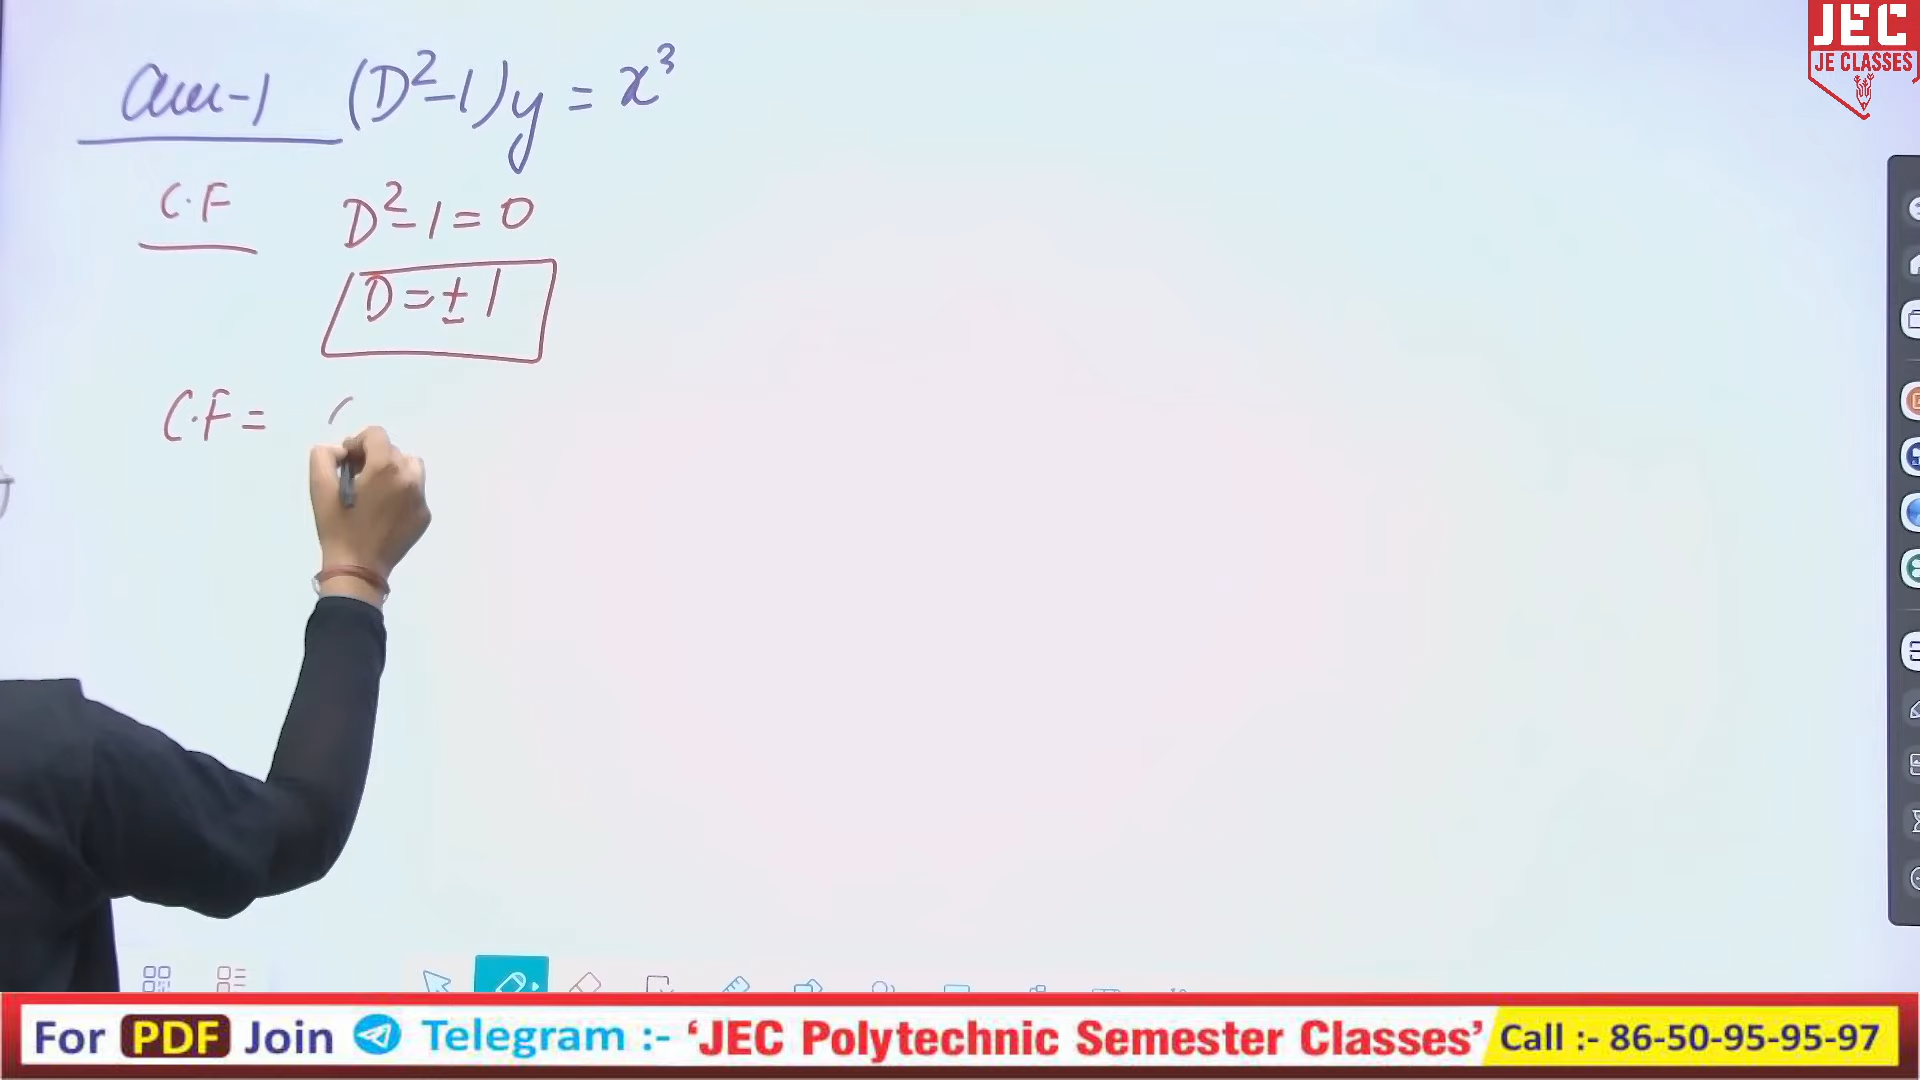 Que-1 (D²-1)y = x³
C.F D²-1=0
D=±1
C.F= C
JEC
JE CLASSES
For PDF Join Telegram :- 'JEC Polytechnic Semester Classes' Call :- 86-50-95-95-97